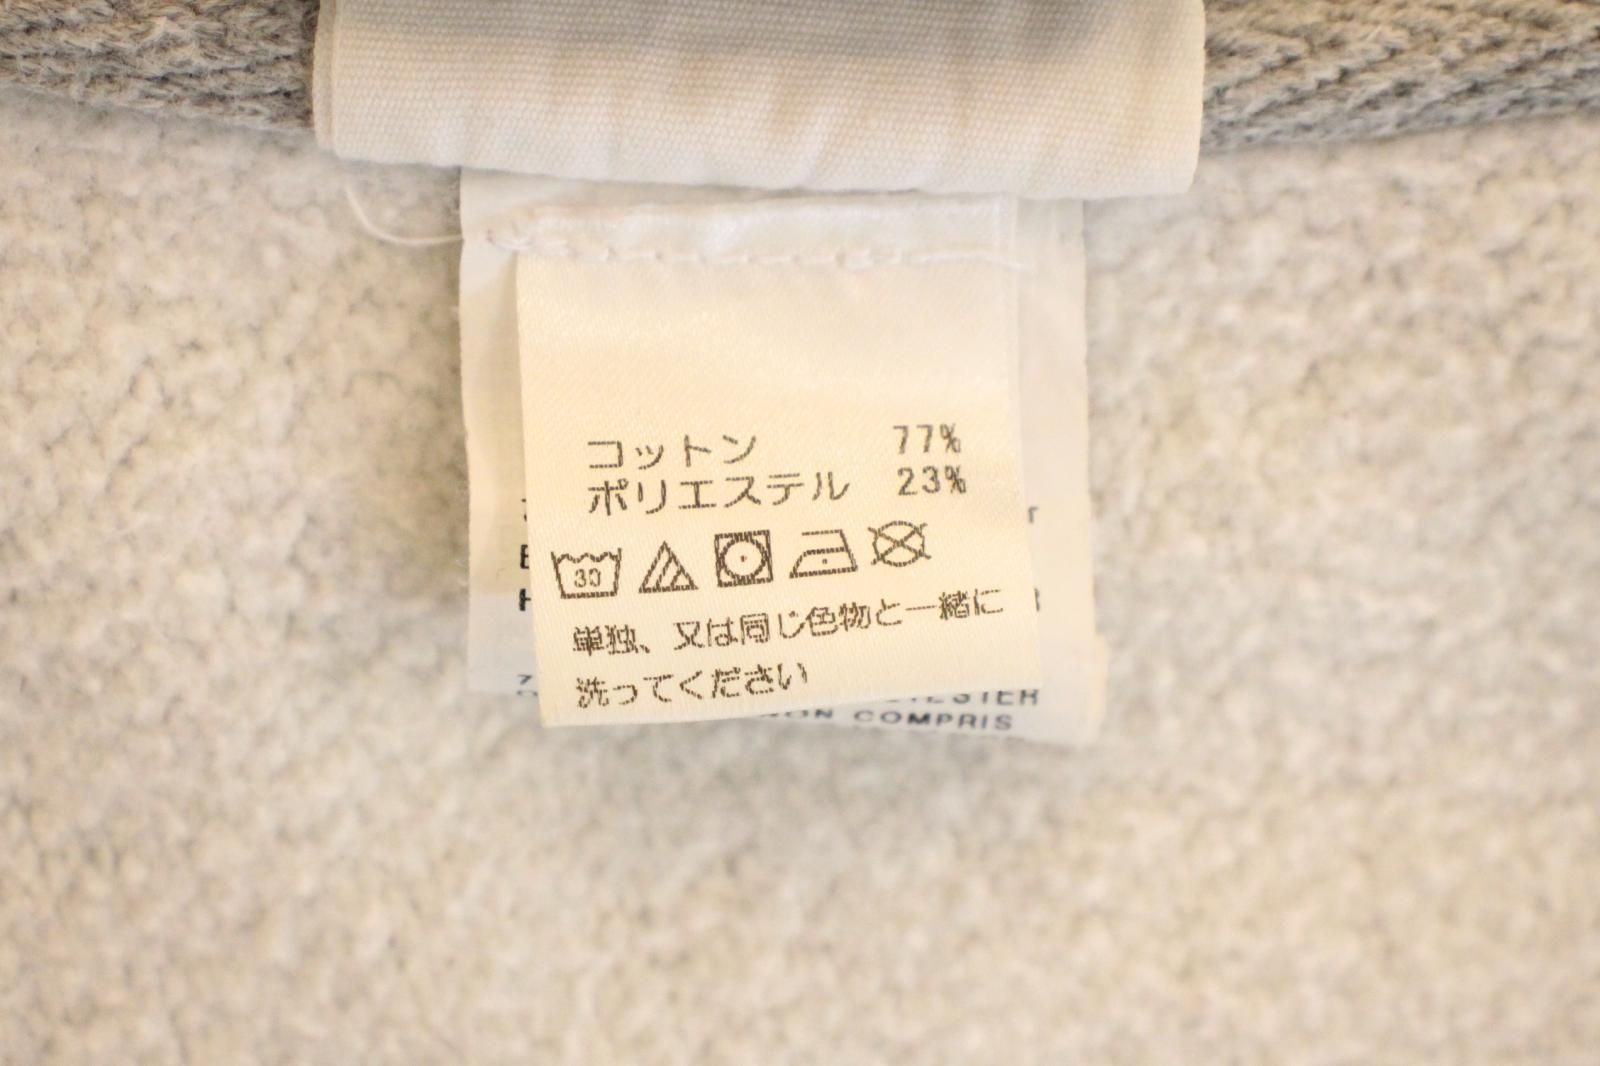 コットン 77%
ポリエステル 23%
30
単独、又は同じ色物と一緒に
洗ってください
NON COMPRIS